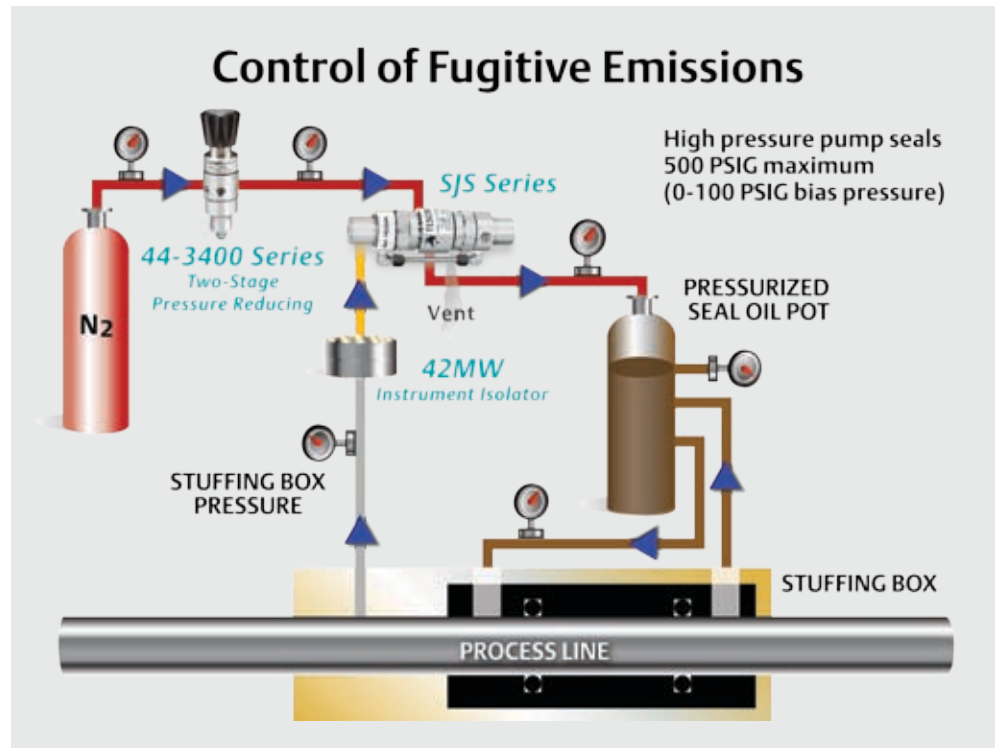 Control of Fugitive Emissions
High pressure pump seals
500 PSIG maximum
(0-100 PSIG bias pressure)
SJS Series
44-3400 Series
Two-Stage
Pressure Reducing
N2
Vent
PRESSURIZED
SEAL OIL POT
42MW
Instrument Isolator
STUFFING BOX
PRESSURE
STUFFING BOX
PROCESS LINE